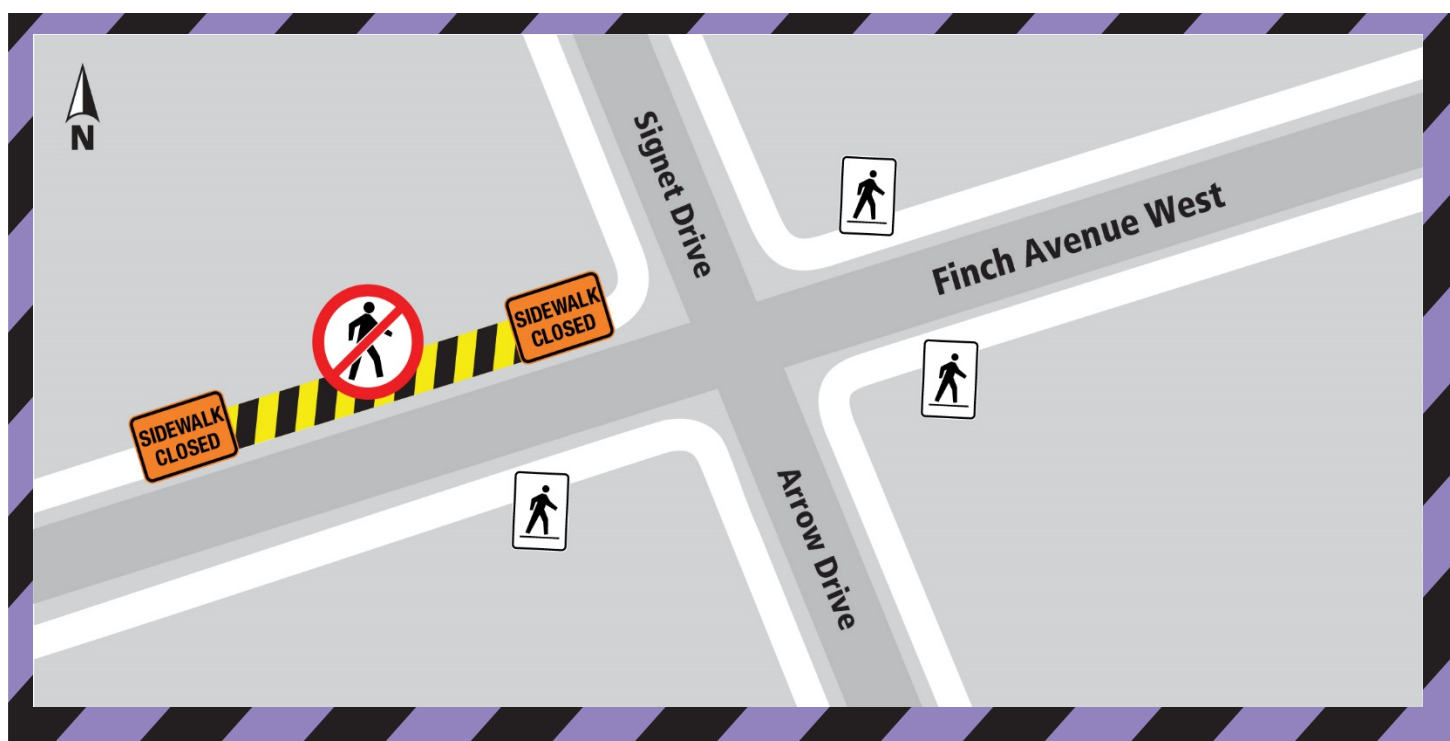 N
Signet Drive
Finch Avenue West
SIDEWALK
CLOSED
SIDEWALK
CLOSED
Arrow Drive